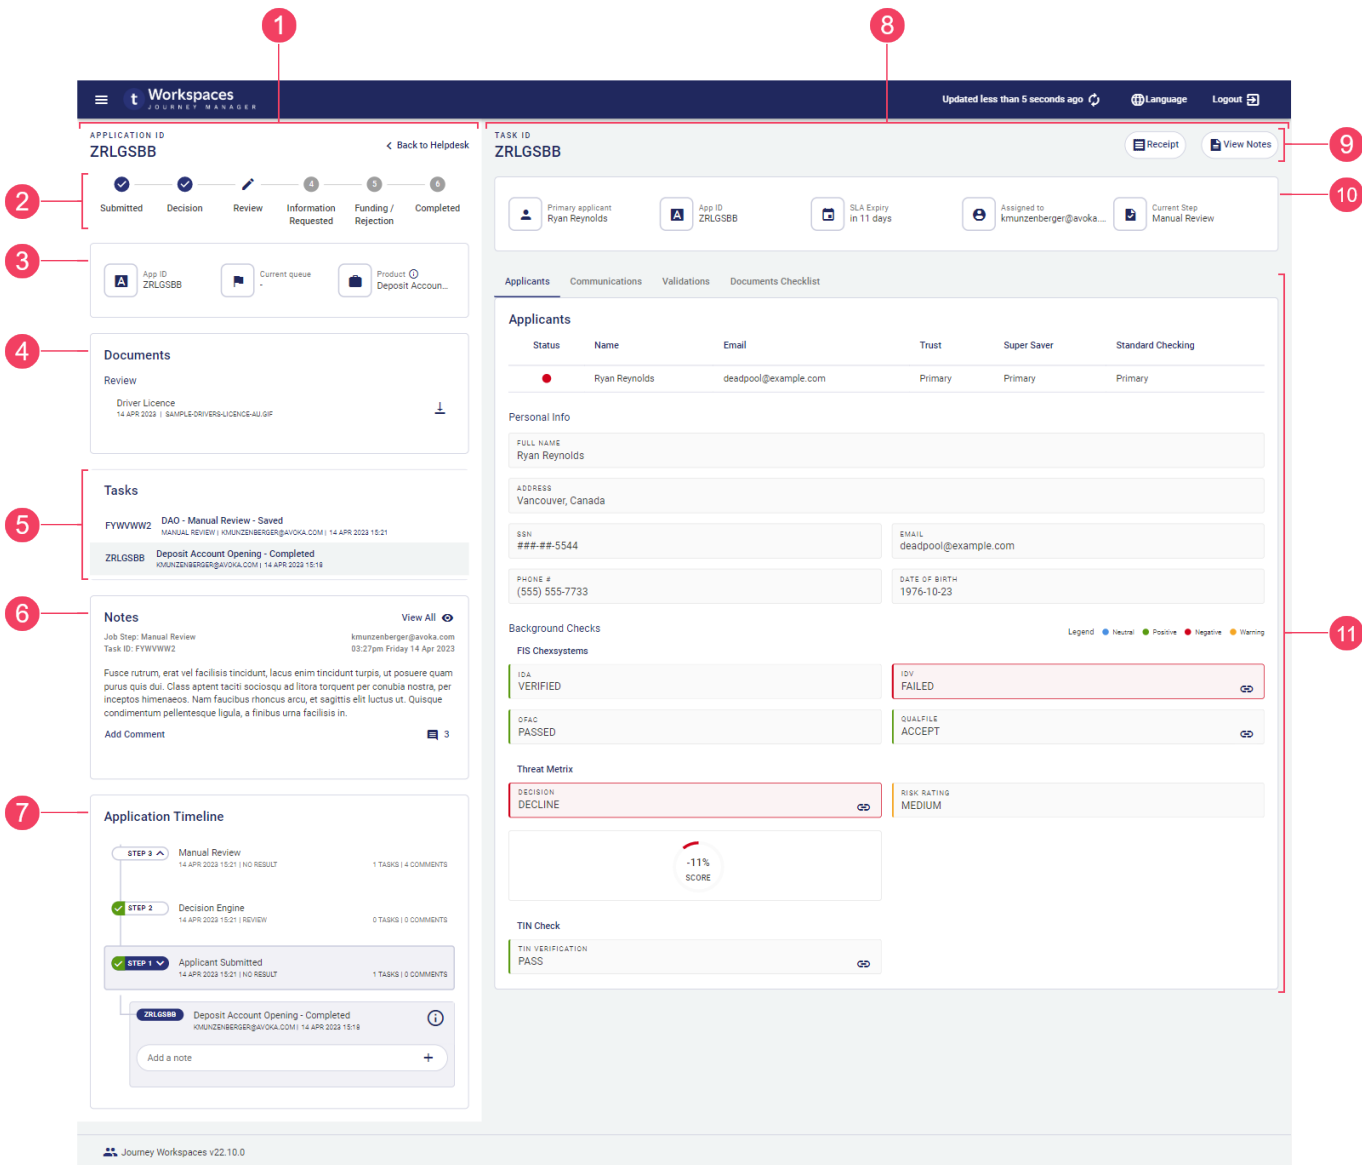 1
8
Workspaces
JOURNEY MANAGER
Updated less than 5 seconds ago
Language
Logout
APPLICATION ID
ZRLGSBB
Back to Helpdesk
2
Submitted
Decision
Review
4
Information Requested
5
Funding / Rejection
6
Completed
3
App ID
ZRLGSBB
Current queue
-
Product
Deposit Accoun...
4
Documents
Review
Driver Licence
14 APR 2023 | SAMPLE-DRIVERS-LICENCE-AU.GIF
5
Tasks
FYWVWW2
DAO - Manual Review - Saved
MANUAL REVIEW | KMUNZENBERGER@AVOKA.COM | 14 APR 2023 15:21
ZRLGSBB
Deposit Account Opening - Completed
KMUNZENBERGER@AVOKA.COM | 14 APR 2023 15:18
6
Notes
View All
Job Step: Manual Review
kmunzenberger@avoka.com
Task ID: FYWVWW2
03:27pm Friday 14 Apr 2023
Fusce rutrum, erat vel facilisis tincidunt, lacus enim tincidunt turpis, ut posuere quam
purus quis dui. Class aptent taciti sociosqu ad litora torquent per conubia nostra, per
inceptos himenaeos. Nam faucibus rhoncus arcu, et sagittis elit luctus ut. Quisque
condimentum pellentesque ligula, a finibus urna facilisis in.
Add Comment
3
7
Application Timeline
STEP 3
Manual Review
14 APR 2023 15:21 | NO RESULT
1 TASKS | 4 COMMENTS
STEP 2
Decision Engine
14 APR 2023 15:21 | REVIEW
0 TASKS | 0 COMMENTS
STEP 1
Applicant Submitted
14 APR 2023 15:21 | NO RESULT
1 TASKS | 0 COMMENTS
ZRLGSBB
Deposit Account Opening - Completed
KMUNZENBERGER@AVOKA.COM | 14 APR 2023 15:18
Add a note
TASK ID
ZRLGSBB
Receipt
View Notes
9
Primary applicant
Ryan Reynolds
App ID
ZRLGSBB
SLA Expiry
in 11 days
Assigned to
kmunzenberger@avoka....
Current Step
Manual Review
10
Applicants
Communications
Validations
Documents Checklist
11
Applicants
Status
Name
Email
Trust
Super Saver
Standard Checking
Ryan Reynolds
deadpool@example.com
Primary
Primary
Primary
Personal Info
FULL NAME
Ryan Reynolds
ADDRESS
Vancouver, Canada
SSN
###-##-5544
EMAIL
deadpool@example.com
PHONE #
(555) 555-7733
DATE OF BIRTH
1976-10-23
Background Checks
Legend
Neutral
Positive
Negative
Warning
FIS Chexsystems
IDA
VERIFIED
IDV
FAILED
OFAC
PASSED
QUALFILE
ACCEPT
Threat Metrix
DECISION
DECLINE
RISK RATING
MEDIUM
-11%
SCORE
TIN Check
TIN VERIFICATION
PASS
Journey Workspaces v22.10.0